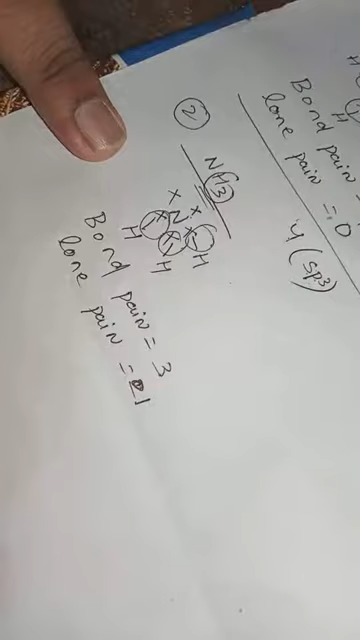 H
H
Bond pair =
lone pair = 0
4 (sp³)
②
NH3
x x
N
H H H
Bond pair = 3
lone pair = 1